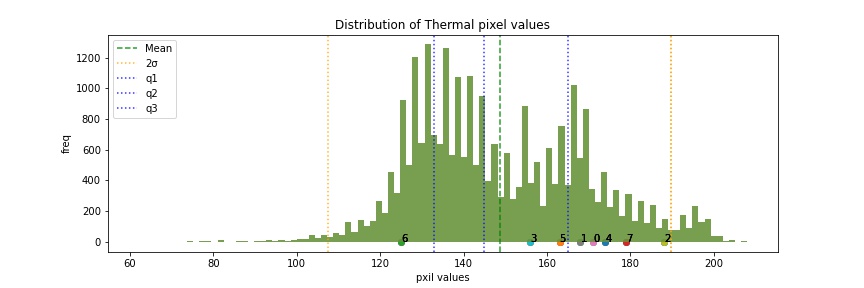 Distribution of Thermal pixel values
Mean
2σ
q1
q2
q3
freq
1200
1000
800
600
400
200
0
6 3 5 1 0 4 7 2
60 80 100 120 140 160 180 200
pxil values